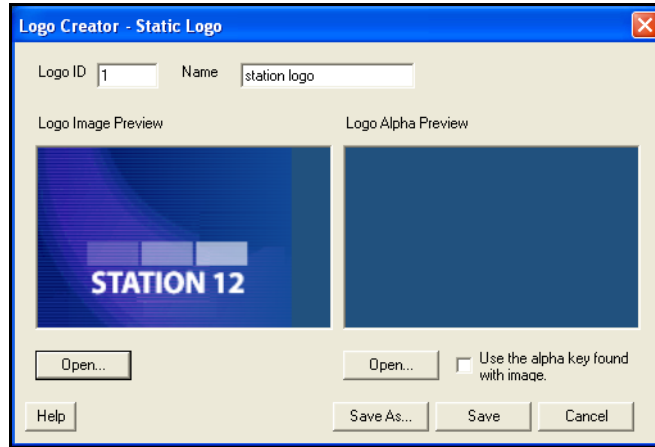 Logo Creator - Static Logo
Logo ID 1 Name station logo
Logo Image Preview Logo Alpha Preview
STATION 12
Open... Open... Use the alpha key found
with image.
Help Save As... Save Cancel